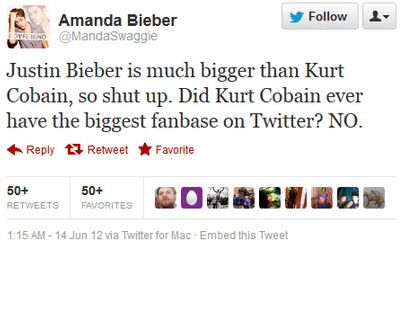 Amanda Bieber
@MandaSwaggie
Follow
BOYFRIEND
Justin Bieber is much bigger than Kurt
Cobain, so shut up. Did Kurt Cobain ever
have the biggest fanbase on Twitter? NO.
Reply Retweet Favorite
50+ 50+
RETWEETS FAVORITES
1:15 AM - 14 Jun 12 via Twitter for Mac · Embed this Tweet